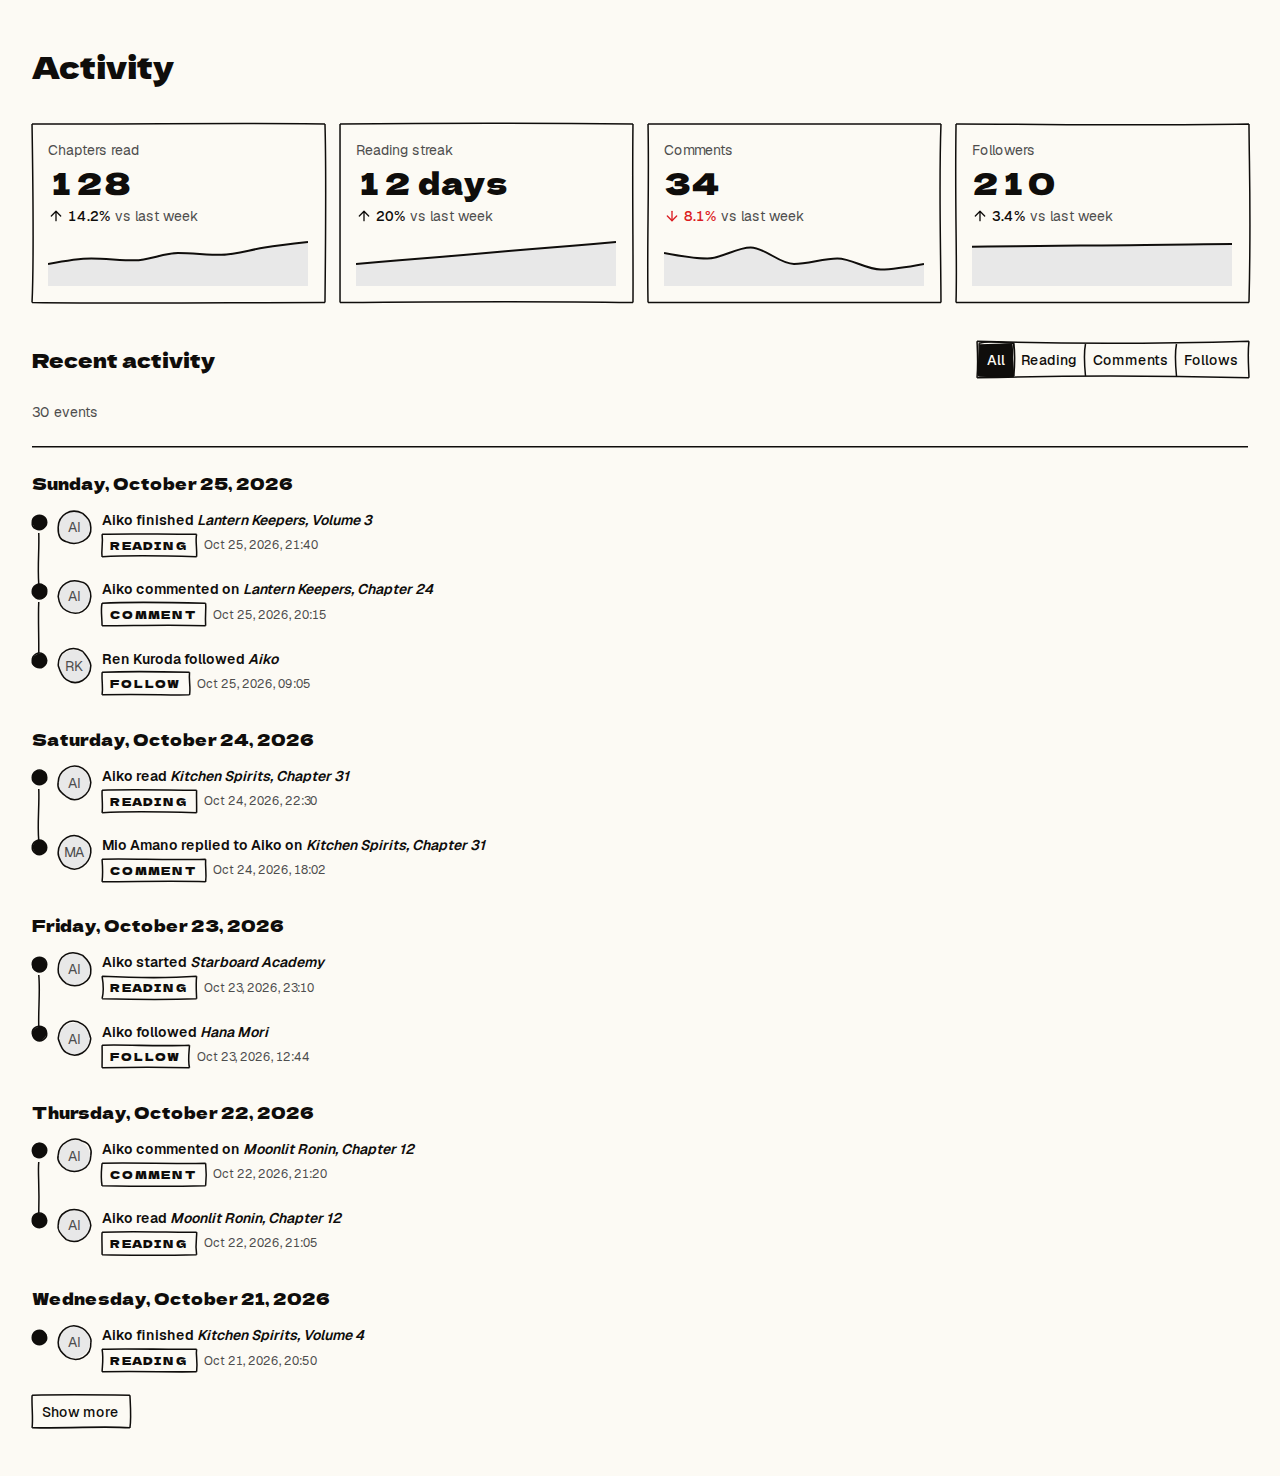 Activity
Chapters read
128
↑ 14.2% vs last week
Reading streak
12 days
↑ 20% vs last week
Comments
34
↓ 8.1% vs last week
Followers
210
↑ 3.4% vs last week
Recent activity
All Reading Comments Follows
30 events
Sunday, October 25, 2026
AI
Aiko finished Lantern Keepers, Volume 3
READING Oct 25, 2026, 21:40
AI
Aiko commented on Lantern Keepers, Chapter 24
COMMENT Oct 25, 2026, 20:15
RK
Ren Kuroda followed Aiko
FOLLOW Oct 25, 2026, 09:05
Saturday, October 24, 2026
AI
Aiko read Kitchen Spirits, Chapter 31
READING Oct 24, 2026, 22:30
MA
Mio Amano replied to Aiko on Kitchen Spirits, Chapter 31
COMMENT Oct 24, 2026, 18:02
Friday, October 23, 2026
AI
Aiko started Starboard Academy
READING Oct 23, 2026, 23:10
AI
Aiko followed Hana Mori
FOLLOW Oct 23, 2026, 12:44
Thursday, October 22, 2026
AI
Aiko commented on Moonlit Ronin, Chapter 12
COMMENT Oct 22, 2026, 21:20
AI
Aiko read Moonlit Ronin, Chapter 12
READING Oct 22, 2026, 21:05
Wednesday, October 21, 2026
AI
Aiko finished Kitchen Spirits, Volume 4
READING Oct 21, 2026, 20:50
Show more